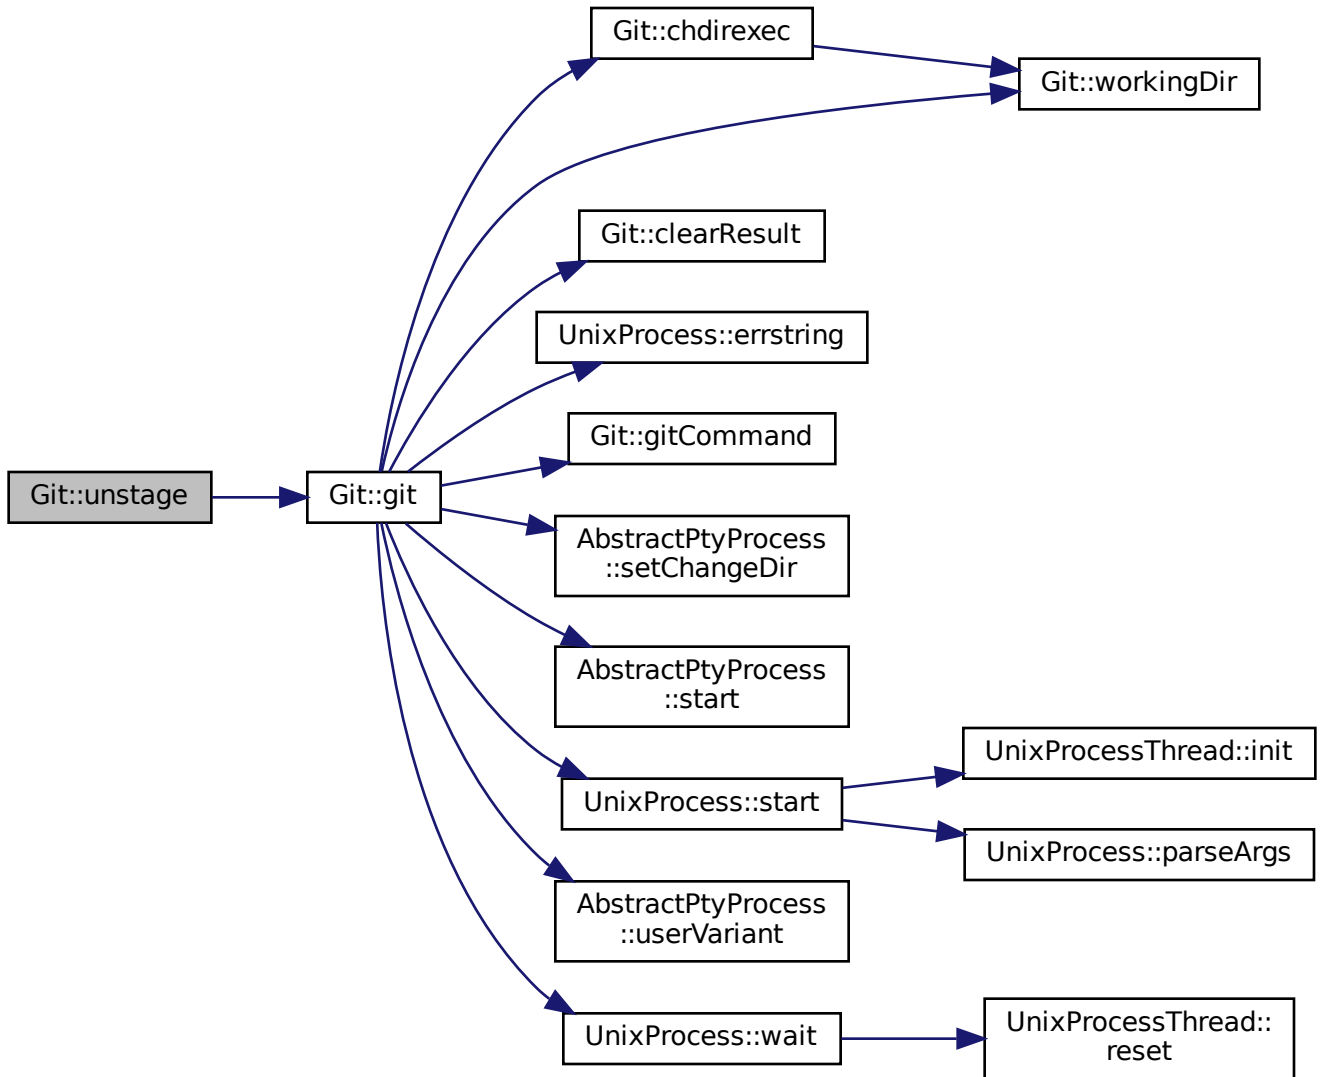 Git::chdirexec
Git::workingDir
Git::clearResult
UnixProcess::errstring
Git::gitCommand
Git::unstage
Git::git
AbstractPtyProcess
::setChangeDir
AbstractPtyProcess
::start
UnixProcessThread::init
UnixProcess::start
UnixProcess::parseArgs
AbstractPtyProcess
::userVariant
UnixProcess::wait
UnixProcessThread::
reset